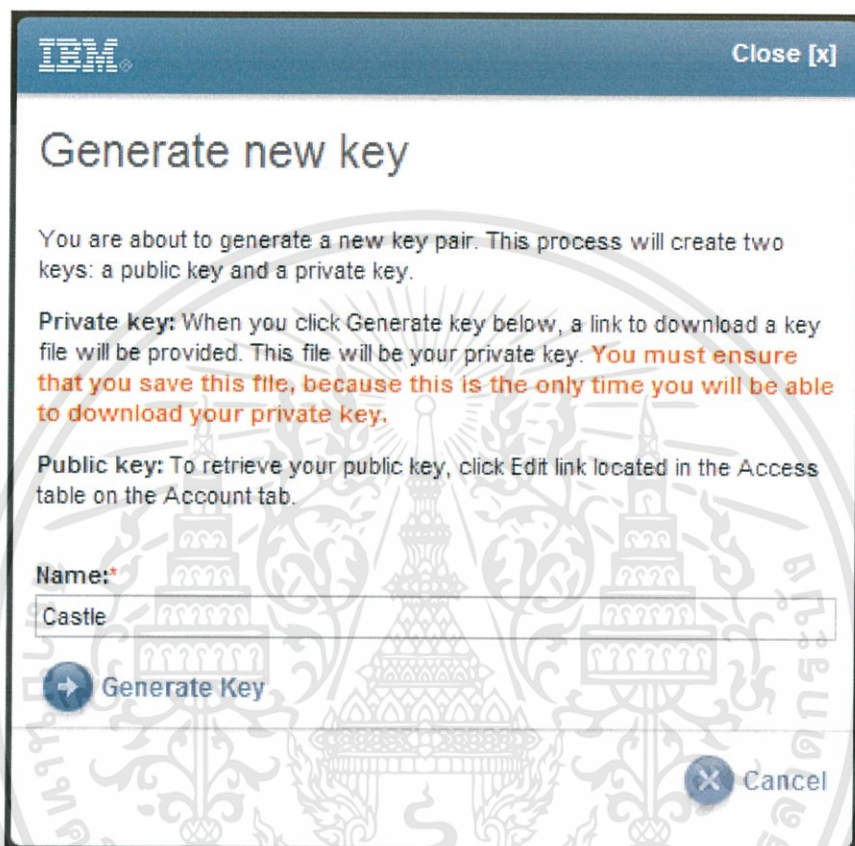 IBM®
Close [x]
Generate new key
You are about to generate a new key pair. This process will create two
keys: a public key and a private key.
Private key: When you click Generate key below, a link to download a key
file will be provided. This file will be your private key. You must ensure
that you save this file, because this is the only time you will be able
to download your private key.
Public key: To retrieve your public key, click Edit link located in the Access
table on the Account tab.
Name:*
Castle
Generate Key
Cancel